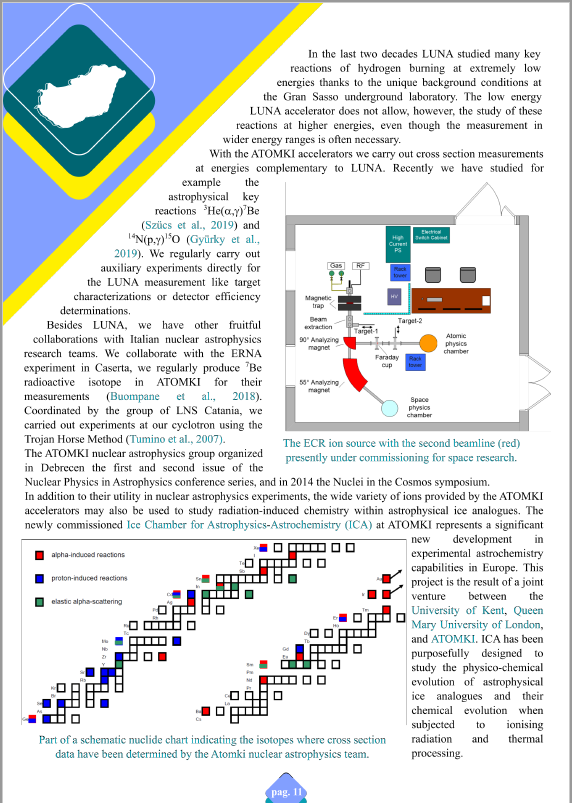 In the last two decades LUNA studied many key
reactions of hydrogen burning at extremely low
energies thanks to the unique background conditions at
the Gran Sasso underground laboratory. The low energy
LUNA accelerator does not allow, however, the study of these
reactions at higher energies, even though the measurement in
wider energy ranges is often necessary.
With the ATOMKI accelerators we carry out cross section measurements
at energies complementary to LUNA. Recently we have studied for
example the
astrophysical key
reactions ³He(α,γ)⁷Be
(Szücs et al., 2019) and
¹⁴N(p,γ)¹⁵O (Gyürky et al.,
2019). We regularly carry out
auxiliary experiments directly for
the LUNA measurement like target
characterizations or detector efficiency
determinations.
Besides LUNA, we have other fruitful
collaborations with Italian nuclear astrophysics
research teams. We collaborate with the ERNA
experiment in Caserta, we regularly produce ⁷Be
radioactive isotope in ATOMKI for their
measurements (Buompane et al., 2018).
Coordinated by the group of LNS Catania, we
carried out experiments at our cyclotron using the
Trojan Horse Method (Tumino et al., 2007).
The ATOMKI nuclear astrophysics group organized
in Debrecen the first and second issue of the
Nuclear Physics in Astrophysics conference series, and in 2014 the Nuclei in the Cosmos symposium.
In addition to their utility in nuclear astrophysics experiments, the wide variety of ions provided by the ATOMKI
accelerators may also be used to study radiation-induced chemistry within astrophysical ice analogues. The
newly commissioned Ice Chamber for Astrophysics-Astrochemistry (ICA) at ATOMKI represents a significant
new development in
experimental astrochemistry
capabilities in Europe. This
project is the result of a joint
venture between the
University of Kent, Queen
Mary University of London,
and ATOMKI. ICA has been
purposefully designed to
study the physico-chemical
evolution of astrophysical
ice analogues and their
chemical evolution when
subjected to ionising
radiation and thermal
processing.
High
Current
PS
Electrical
Switch Cabinet
Rack
tower
HV
Gas
RF
Magnetic
trap
Beam
extraction
Target-1
Target-2
90° Analyzing
magnet
Faraday
cup
Atomic
physics
chamber
Rack
tower
55° Analyzing
magnet
Space
physics
chamber
The ECR ion source with the second beamline (red)
presently under commissioning for space research.
alpha-induced reactions
proton-induced reactions
elastic alpha-scattering
Part of a schematic nuclide chart indicating the isotopes where cross section
data have been determined by the Atomki nuclear astrophysics team.
pag. 11